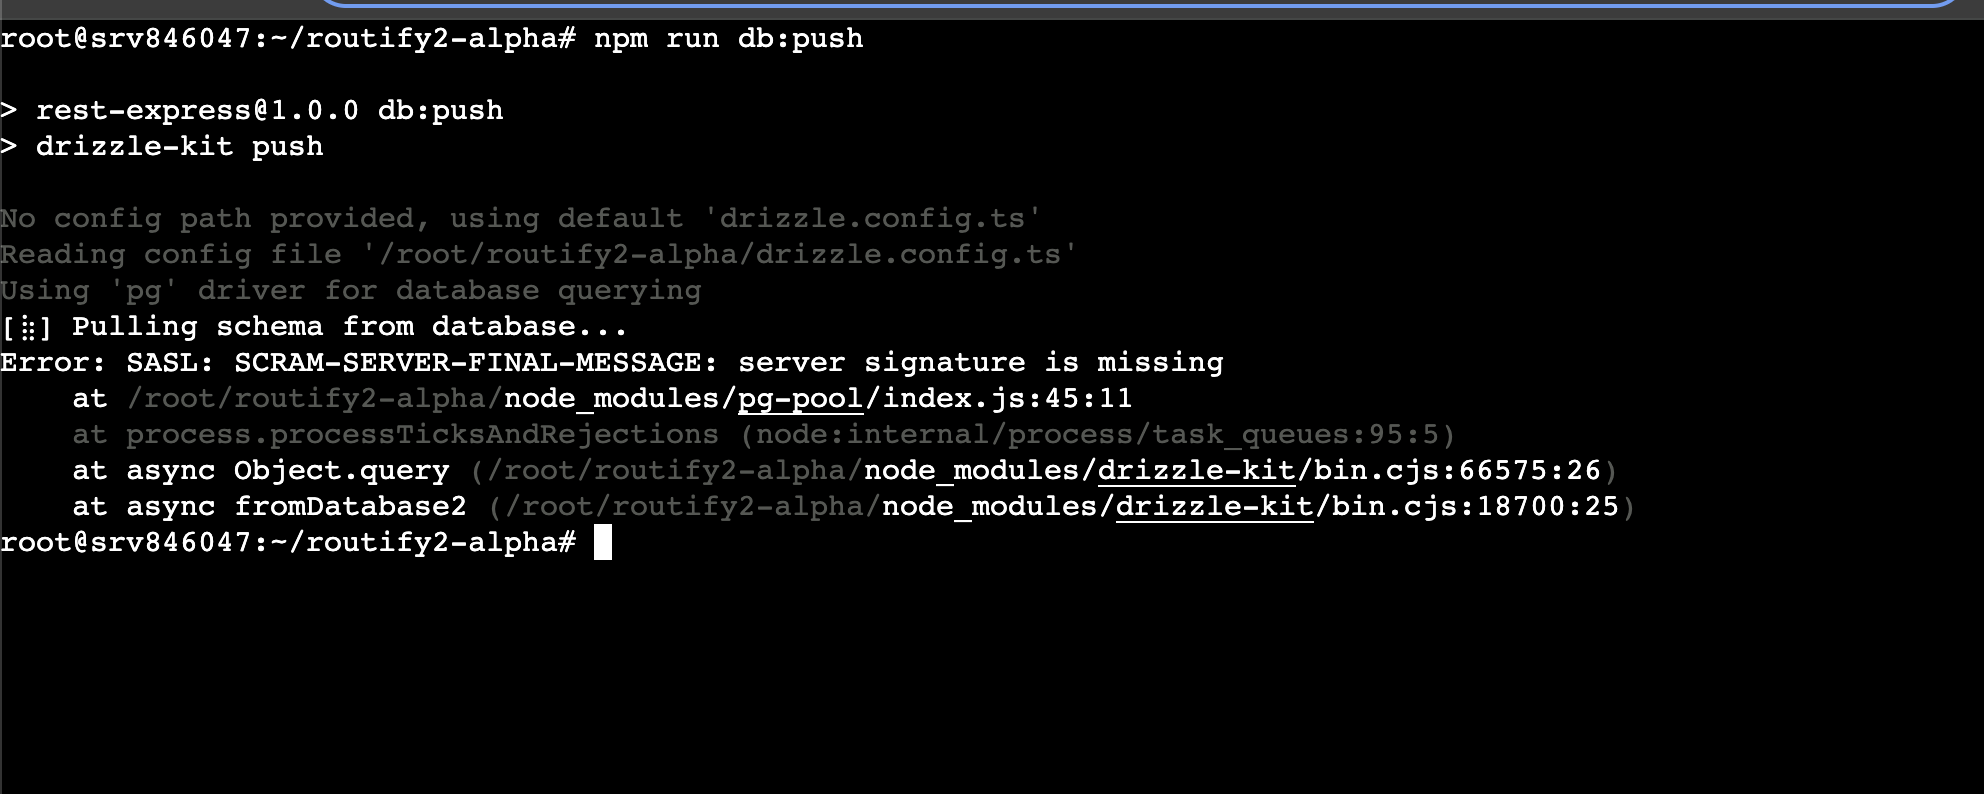 root@srv846047:~/routify2-alpha# npm run db:push
> rest-express@1.0.0 db:push
> drizzle-kit push
No config path provided, using default 'drizzle.config.ts'
Reading config file '/root/routify2-alpha/drizzle.config.ts'
Using 'pg' driver for database querying
[⣷] Pulling schema from database...
Error: SASL: SCRAM-SERVER-FINAL-MESSAGE: server signature is missing
    at /root/routify2-alpha/node_modules/pg-pool/index.js:45:11
    at process.processTicksAndRejections (node:internal/process/task_queues:95:5)
    at async Object.query (/root/routify2-alpha/node_modules/drizzle-kit/bin.cjs:66575:26)
    at async fromDatabase2 (/root/routify2-alpha/node_modules/drizzle-kit/bin.cjs:18700:25)
root@srv846047:~/routify2-alpha#